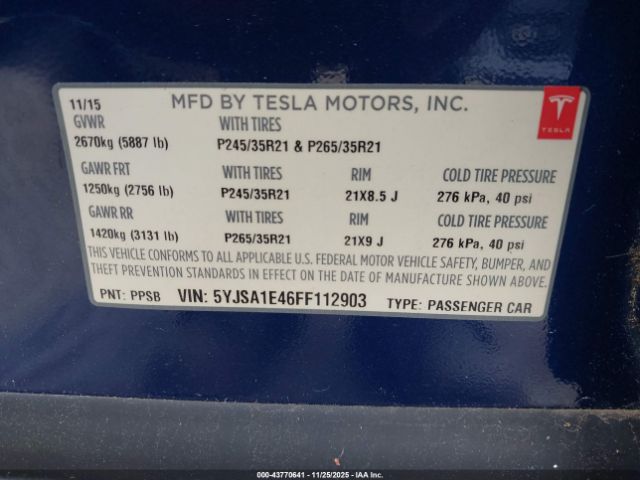 11/15 MFD BY TESLA MOTORS, INC.
GVWR WITH TIRES
2670kg (5887 lb) P245/35R21 & P265/35R21
TESLA
GAWR FRT WITH TIRES RIM COLD TIRE PRESSURE
1250kg (2756 lb) P245/35R21 21X8.5 J 276 kPa, 40 psi
GAWR RR WITH TIRES RIM COLD TIRE PRESSURE
1420kg (3131 lb) P265/35R21 21X9 J 276 kPa, 40 psi
THIS VEHICLE CONFORMS TO ALL APPLICABLE U.S. FEDERAL MOTOR VEHICLE SAFETY, BUMPER, AND
THEFT PREVENTION STANDARDS IN EFFECT ON THE DATE OF MANUFACTURE SHOWN ABOVE.
PNT: PPSB VIN: 5YJSA1E46FF112903 TYPE: PASSENGER CAR
000-43770641 - 11/25/2025 - IAAI.COM